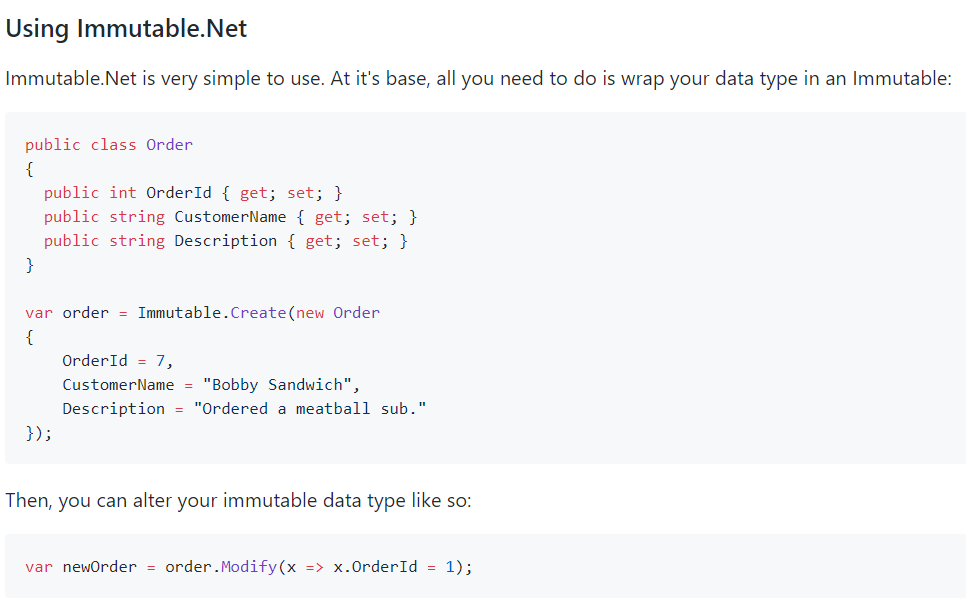 Using Immutable.Net
Immutable.Net is very simple to use. At it's base, all you need to do is wrap your data type in an Immutable:
public class Order
{
  public int OrderId { get; set; }
  public string CustomerName { get; set; }
  public string Description { get; set; }
}
var order = Immutable.Create(new Order
{
    OrderId = 7,
    CustomerName = "Bobby Sandwich",
    Description = "Ordered a meatball sub."
});
Then, you can alter your immutable data type like so:
var newOrder = order.Modify(x => x.OrderId = 1);